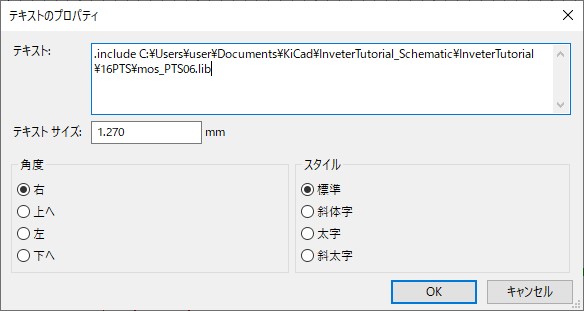 テキストのプロパティ
テキスト:
.include C:¥Users¥user¥Documents¥KiCad¥InveterTutorial_Schematic¥InveterTutorial
¥16PTS¥mos_PTS06.lib
テキスト サイズ: 1.270 mm
角度
右
上へ
左
下へ
スタイル
標準
斜体字
太字
斜太字
OK キャンセル